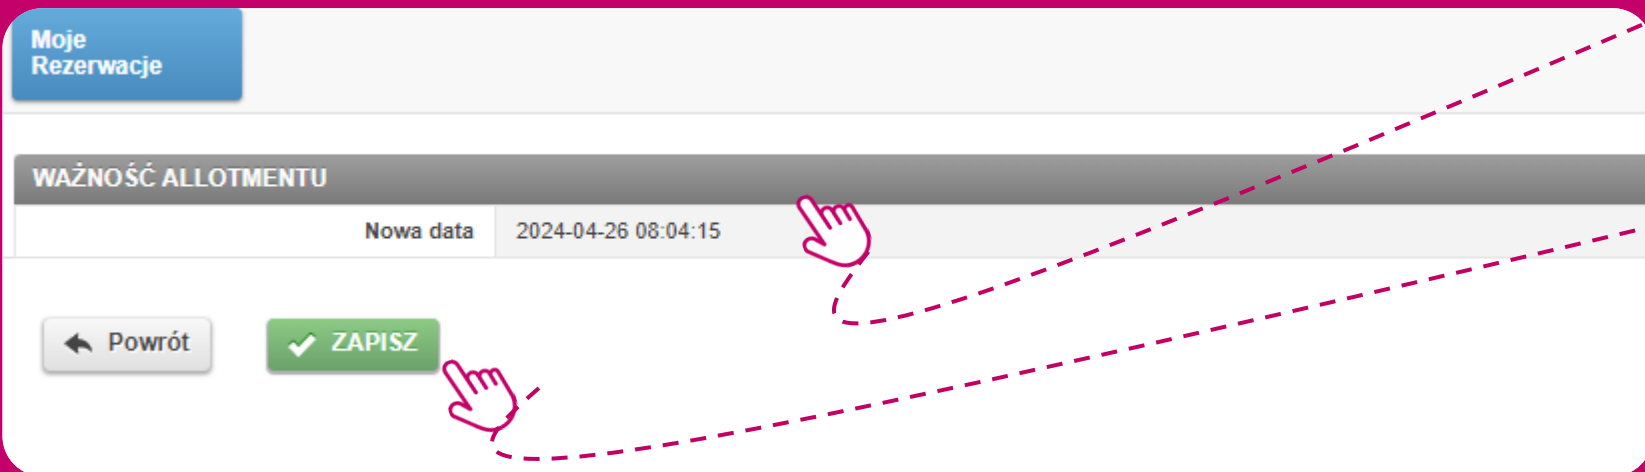 Moje
Rezerwacje
WAŻNOŚĆ ALLOTMENTU
Nowa data 2024-04-26 08:04:15
Powrót ZAPISZ